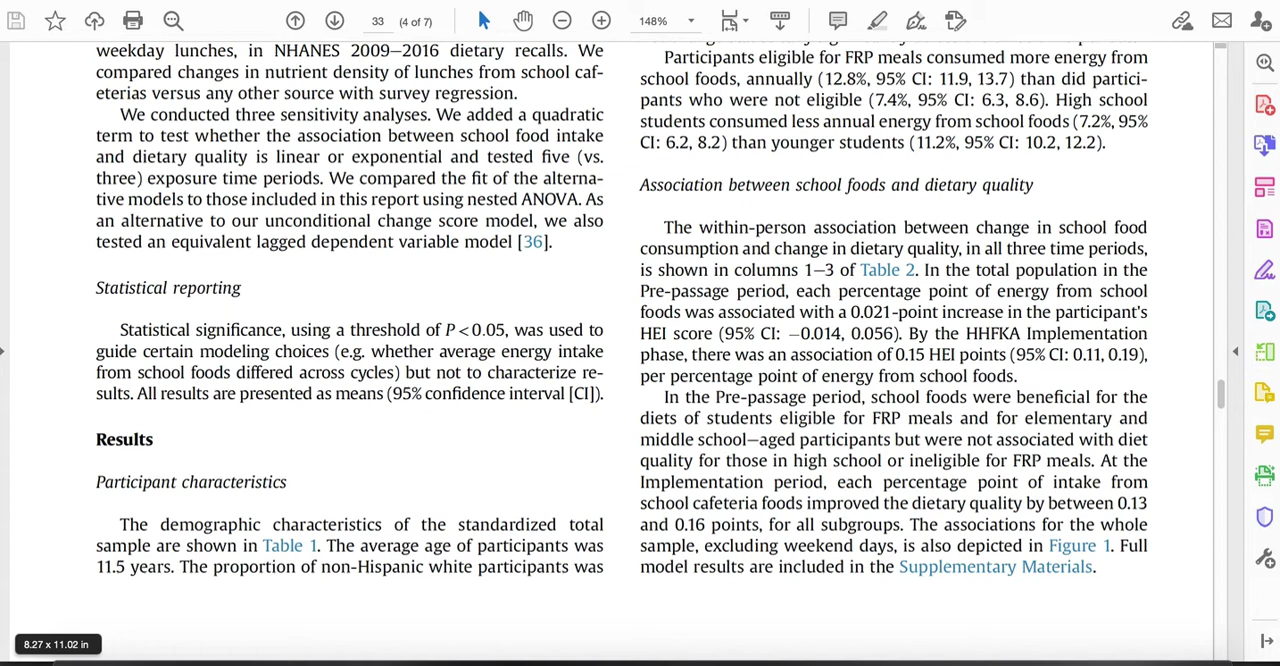 33 (4 of 7) 148%
weekday lunches, in NHANES 2009–2016 dietary recalls. We
compared changes in nutrient density of lunches from school caf-
eterias versus any other source with survey regression.
We conducted three sensitivity analyses. We added a quadratic
term to test whether the association between school food intake
and dietary quality is linear or exponential and tested five (vs.
three) exposure time periods. We compared the fit of the alterna-
tive models to those included in this report using nested ANOVA. As
an alternative to our unconditional change score model, we also
tested an equivalent lagged dependent variable model [36].
Statistical reporting
Statistical significance, using a threshold of P < 0.05, was used to
guide certain modeling choices (e.g. whether average energy intake
from school foods differed across cycles) but not to characterize re-
sults. All results are presented as means (95% confidence interval [CI]).
Results
Participant characteristics
The demographic characteristics of the standardized total
sample are shown in Table 1. The average age of participants was
11.5 years. The proportion of non-Hispanic white participants was
Participants eligible for FRP meals consumed more energy from
school foods, annually (12.8%, 95% CI: 11.9, 13.7) than did partici-
pants who were not eligible (7.4%, 95% CI: 6.3, 8.6). High school
students consumed less annual energy from school foods (7.2%, 95%
CI: 6.2, 8.2) than younger students (11.2%, 95% CI: 10.2, 12.2).
Association between school foods and dietary quality
The within-person association between change in school food
consumption and change in dietary quality, in all three time periods,
is shown in columns 1–3 of Table 2. In the total population in the
Pre-passage period, each percentage point of energy from school
foods was associated with a 0.021-point increase in the participant's
HEI score (95% CI: −0.014, 0.056). By the HHFKA Implementation
phase, there was an association of 0.15 HEI points (95% CI: 0.11, 0.19),
per percentage point of energy from school foods.
In the Pre-passage period, school foods were beneficial for the
diets of students eligible for FRP meals and for elementary and
middle school–aged participants but were not associated with diet
quality for those in high school or ineligible for FRP meals. At the
Implementation period, each percentage point of intake from
school cafeteria foods improved the dietary quality by between 0.13
and 0.16 points, for all subgroups. The associations for the whole
sample, excluding weekend days, is also depicted in Figure 1. Full
model results are included in the Supplementary Materials.
8.27 x 11.02 in